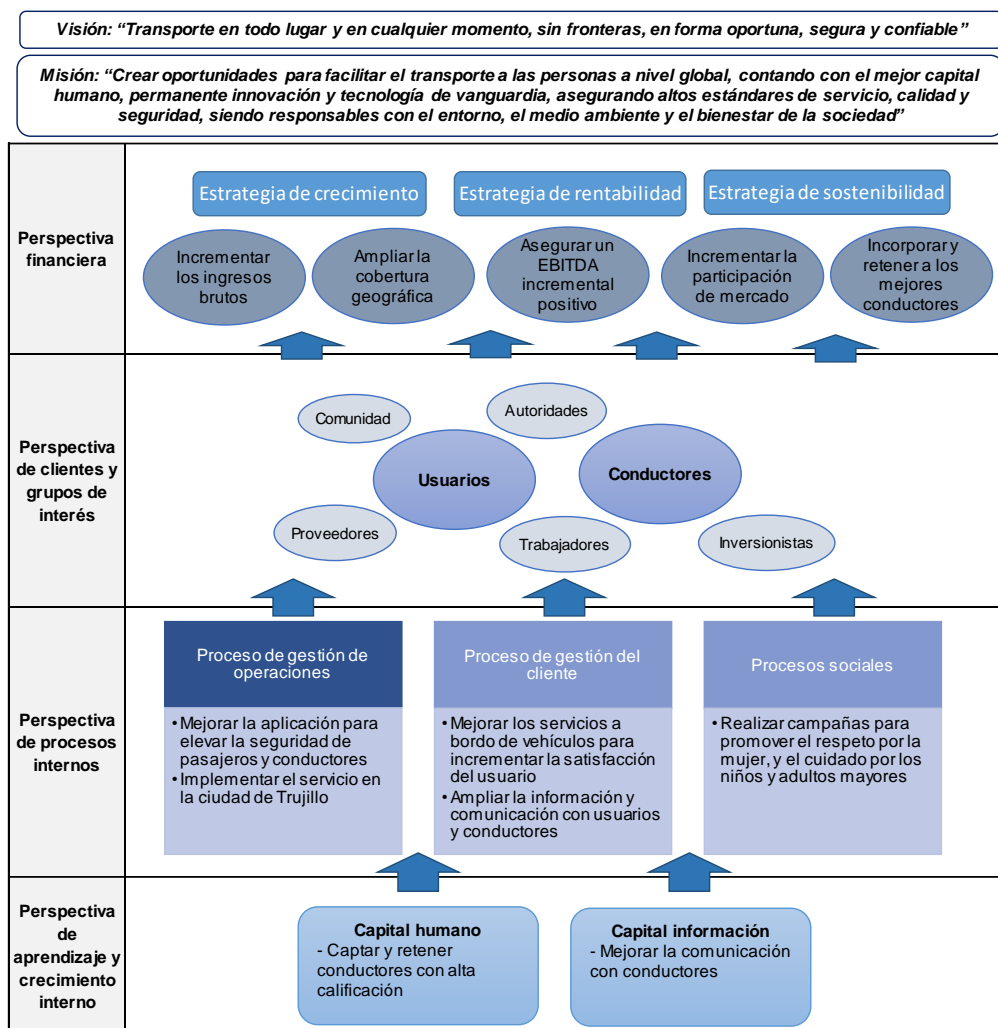 Visión: “Transporte en todo lugar y en cualquier momento, sin fronteras, en forma oportuna, segura y confiable”
Misión: “Crear oportunidades para facilitar el transporte a las personas a nivel global, contando con el mejor capital
humano, permanente innovación y tecnología de vanguardia, asegurando altos estándares de servicio, calidad y
seguridad, siendo responsables con el entorno, el medio ambiente y el bienestar de la sociedad”
Perspectiva
financiera
Estrategia de crecimiento
Estrategia de rentabilidad
Estrategia de sostenibilidad
Incrementar
los ingresos
brutos
Ampliar la
cobertura
geográfica
Asegurar un
EBITDA
incremental
positivo
Incrementar la
participación
de mercado
Incorporar y
retener a los
mejores
conductores
Perspectiva
de clientes y
grupos de
interés
Comunidad
Autoridades
Usuarios
Conductores
Proveedores
Trabajadores
Inversionistas
Perspectiva
de procesos
internos
Proceso de gestión de
operaciones
• Mejorar la aplicación para
elevar la seguridad de
pasajeros y conductores
• Implementar el servicio en
la ciudad de Trujillo
Proceso de gestión del
cliente
• Mejorar los servicios a
bordo de vehículos para
incrementar la satisfacción
del usuario
• Ampliar la información y
comunicación con usuarios
y conductores
Procesos sociales
• Realizar campañas para
promover el respeto por la
mujer, y el cuidado por los
niños y adultos mayores
Perspectiva
de
aprendizaje y
crecimiento
interno
Capital humano
- Captar y retener
conductores con alta
calificación
Capital información
- Mejorar la comunicación
con conductores